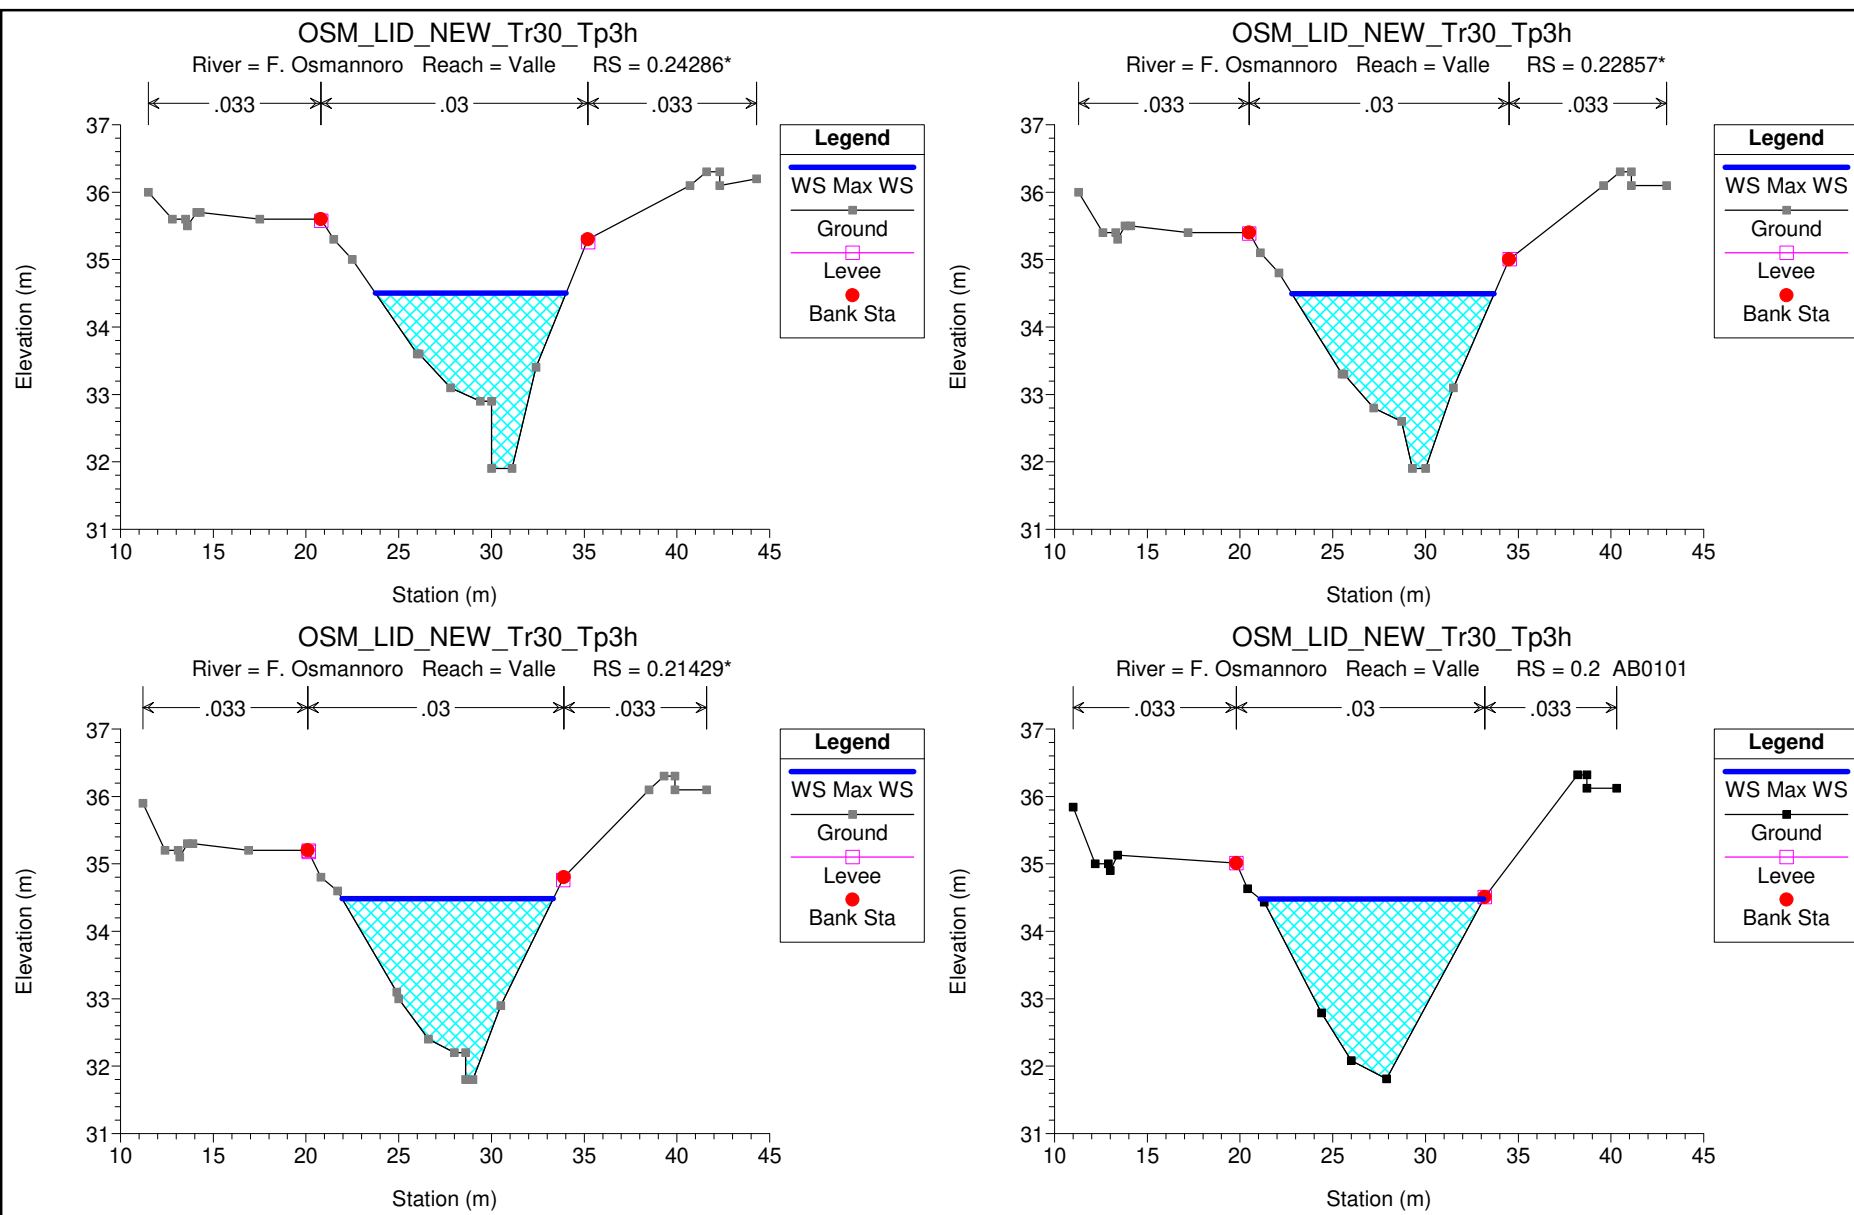 OSM_LID_NEW_Tr30_Tp3h
River = F. Osmannoro Reach = Valle RS = 0.24286*
.033 .03 .033
37
36
35
34
33
32
31
10 15 20 25 30 35 40 45
Elevation (m)
Station (m)
Legend
WS Max WS
Ground
Levee
Bank Sta
OSM_LID_NEW_Tr30_Tp3h
River = F. Osmannoro Reach = Valle RS = 0.22857*
.033 .03 .033
37
36
35
34
33
32
31
10 15 20 25 30 35 40 45
Elevation (m)
Station (m)
Legend
WS Max WS
Ground
Levee
Bank Sta
OSM_LID_NEW_Tr30_Tp3h
River = F. Osmannoro Reach = Valle RS = 0.21429*
.033 .03 .033
37
36
35
34
33
32
31
10 15 20 25 30 35 40 45
Elevation (m)
Station (m)
Legend
WS Max WS
Ground
Levee
Bank Sta
OSM_LID_NEW_Tr30_Tp3h
River = F. Osmannoro Reach = Valle RS = 0.2 AB0101
.033 .03 .033
37
36
35
34
33
32
31
10 15 20 25 30 35 40 45
Elevation (m)
Station (m)
Legend
WS Max WS
Ground
Levee
Bank Sta